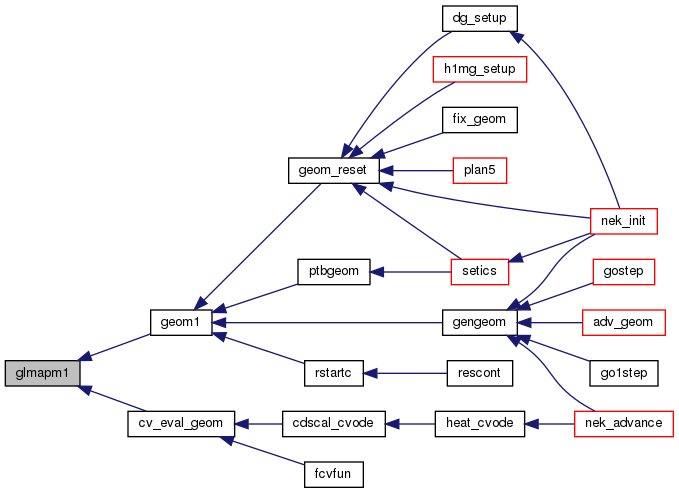 dg_setup
h1mg_setup
fix_geom
geom_reset
plan5
nek_init
ptbgeom
setics
gostep
geom1
gengeom
adv_geom
glmapm1
rstartc
rescont
go1step
cv_eval_geom
cdscal_cvode
heat_cvode
nek_advance
fcvfun